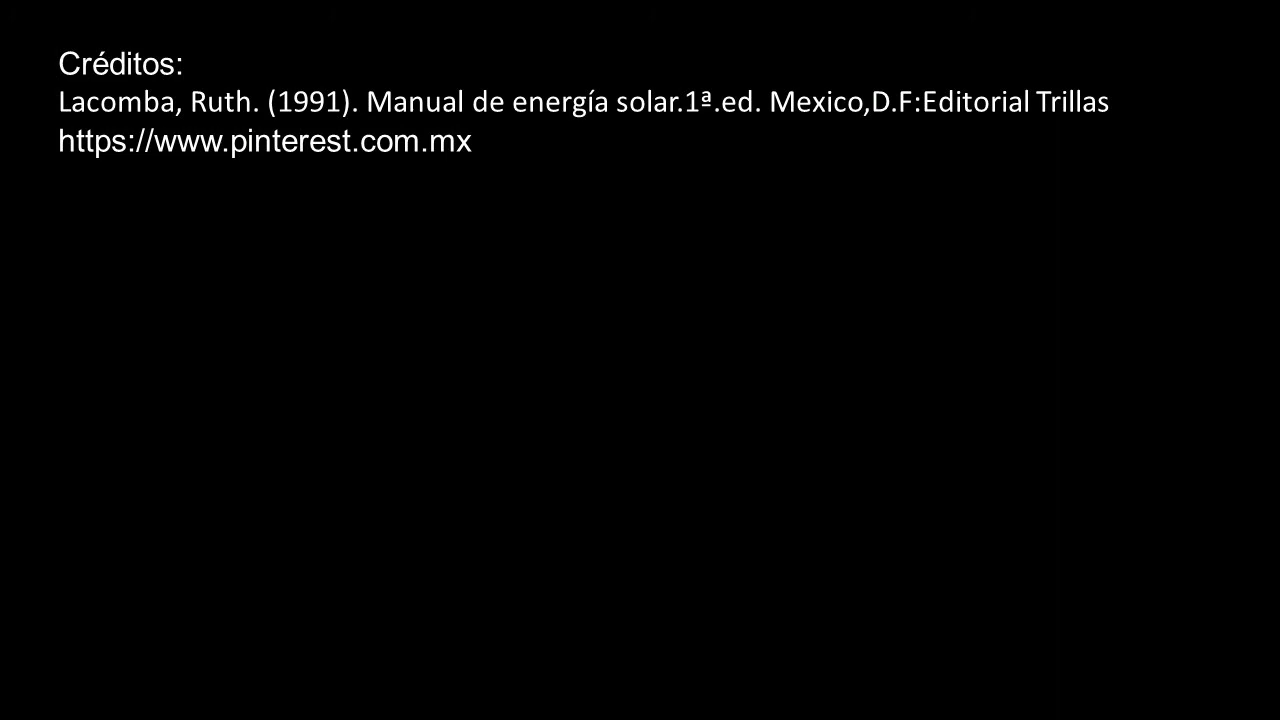 Créditos:
Lacomba, Ruth. (1991). Manual de energía solar.1ª.ed. Mexico,D.F:Editorial Trillas
https://www.pinterest.com.mx